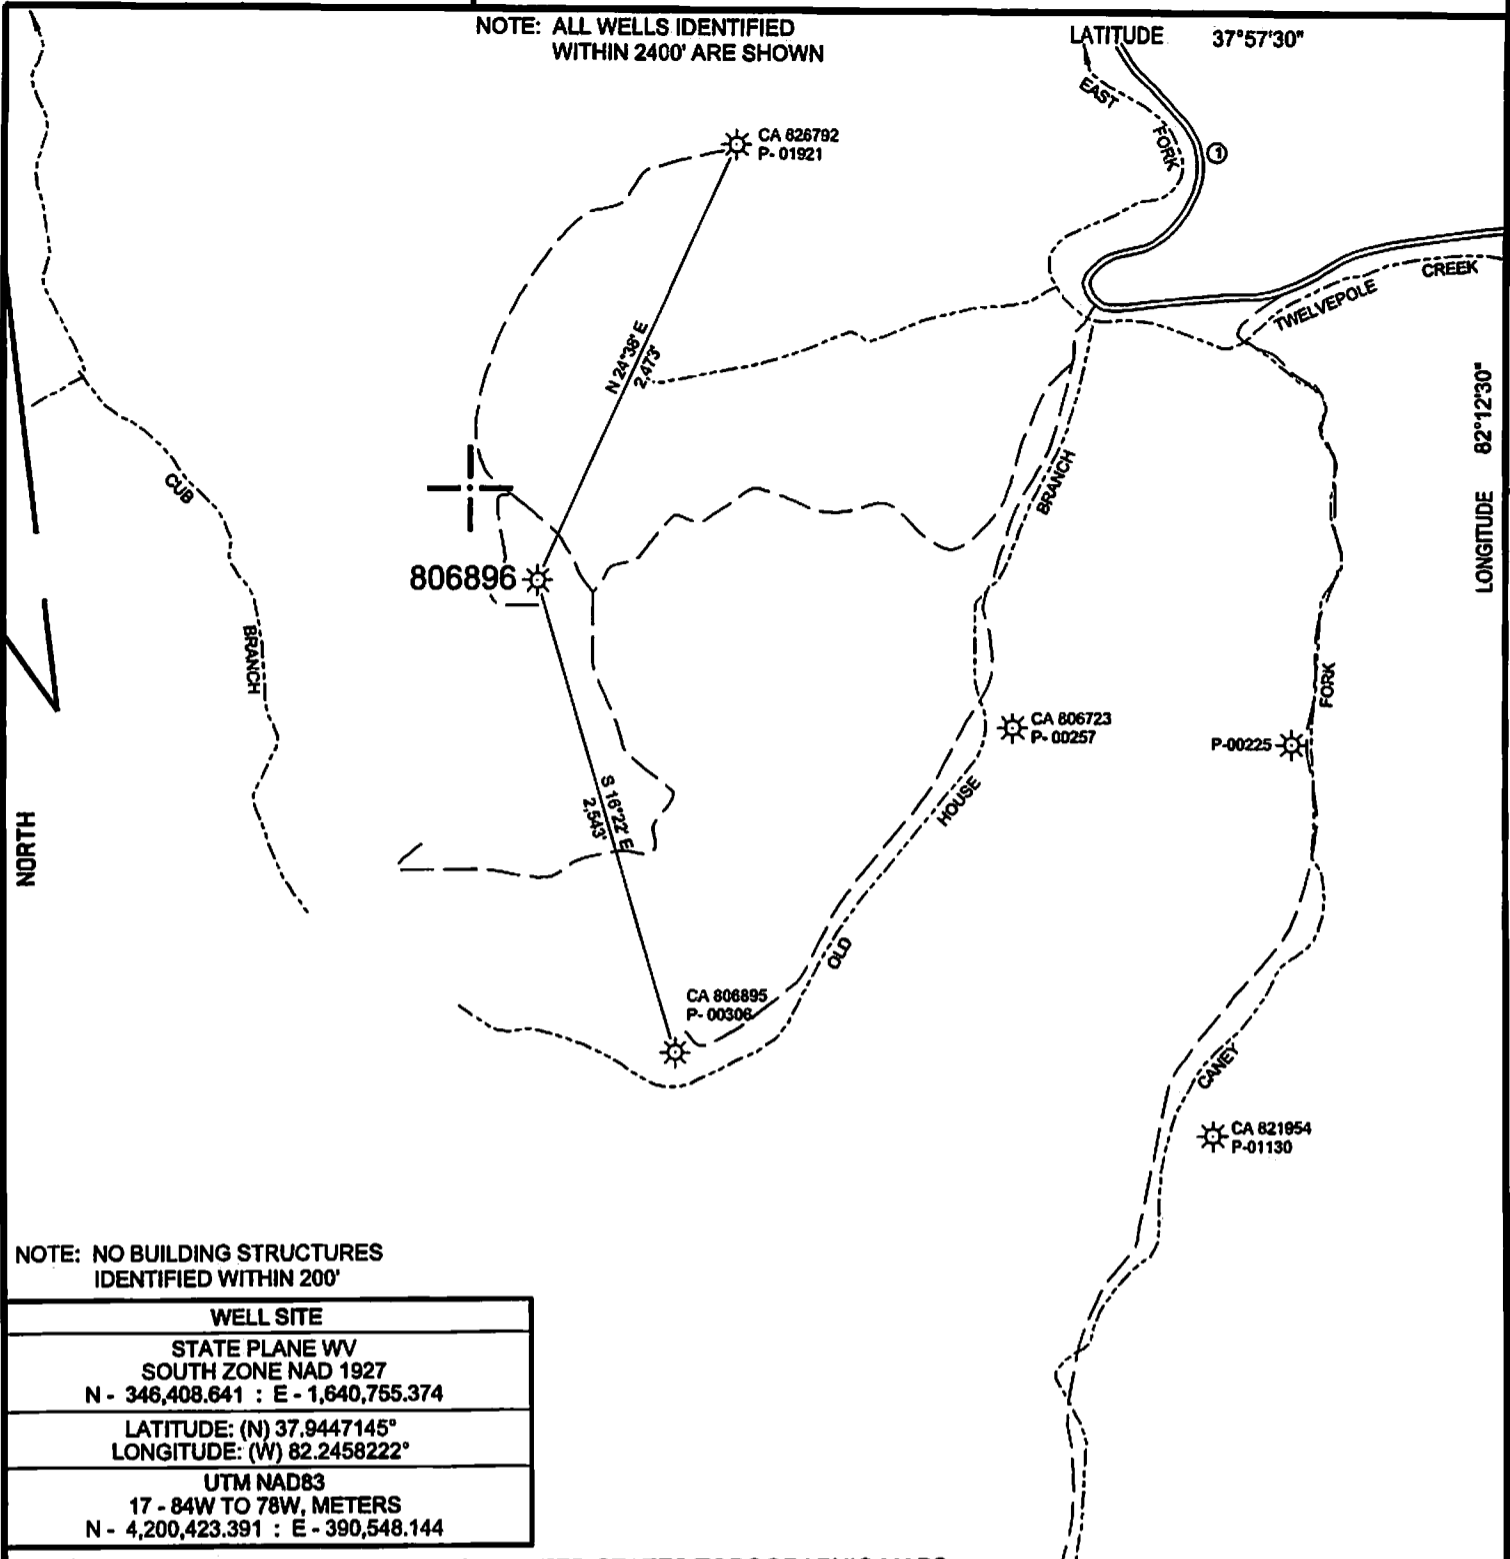 NOTE: ALL WELLS IDENTIFIED
WITHIN 2400' ARE SHOWN
LATITUDE 37°57'30"
EAST
FORK
1
CA 826792
P- 01921
CREEK
TWELVEPOLE
N 24°38' E
2,473'
LONGITUDE 82°12'30"
BRANCH
CUB
806896
BRANCH
FORK
CA 806723
P- 00257
P-00225
HOUSE
S 16°22' E
2,543'
NORTH
OLD
CA 806895
P- 00306
CANEY
CA 821954
P-01130
NOTE: NO BUILDING STRUCTURES
IDENTIFIED WITHIN 200'
WELL SITE
STATE PLANE WV
SOUTH ZONE NAD 1927
N - 346,408.641 : E - 1,640,755.374
LATITUDE: (N) 37.9447145°
LONGITUDE: (W) 82.2458222°
UTM NAD83
17 - 84W TO 78W, METERS
N - 4,200,423.391 : E - 390,548.144